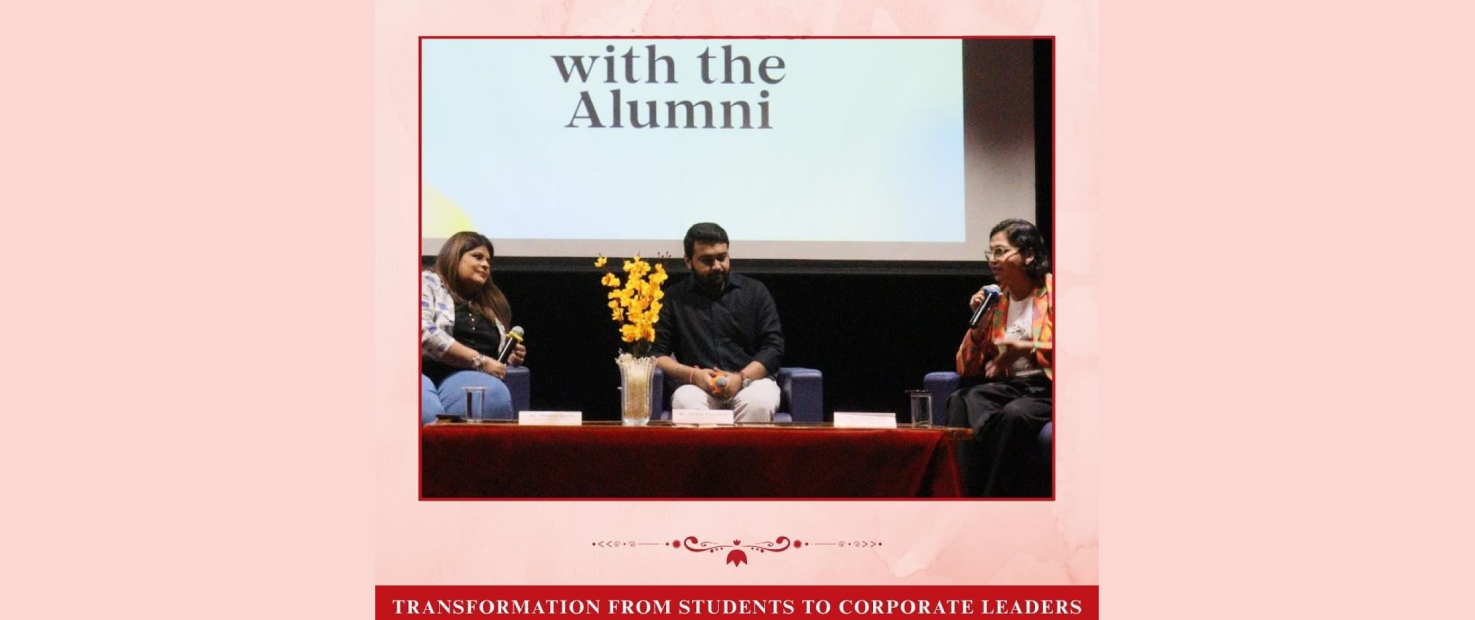 with the
Alumni
TRANSFORMATION FROM STUDENTS TO CORPORATE LEADERS